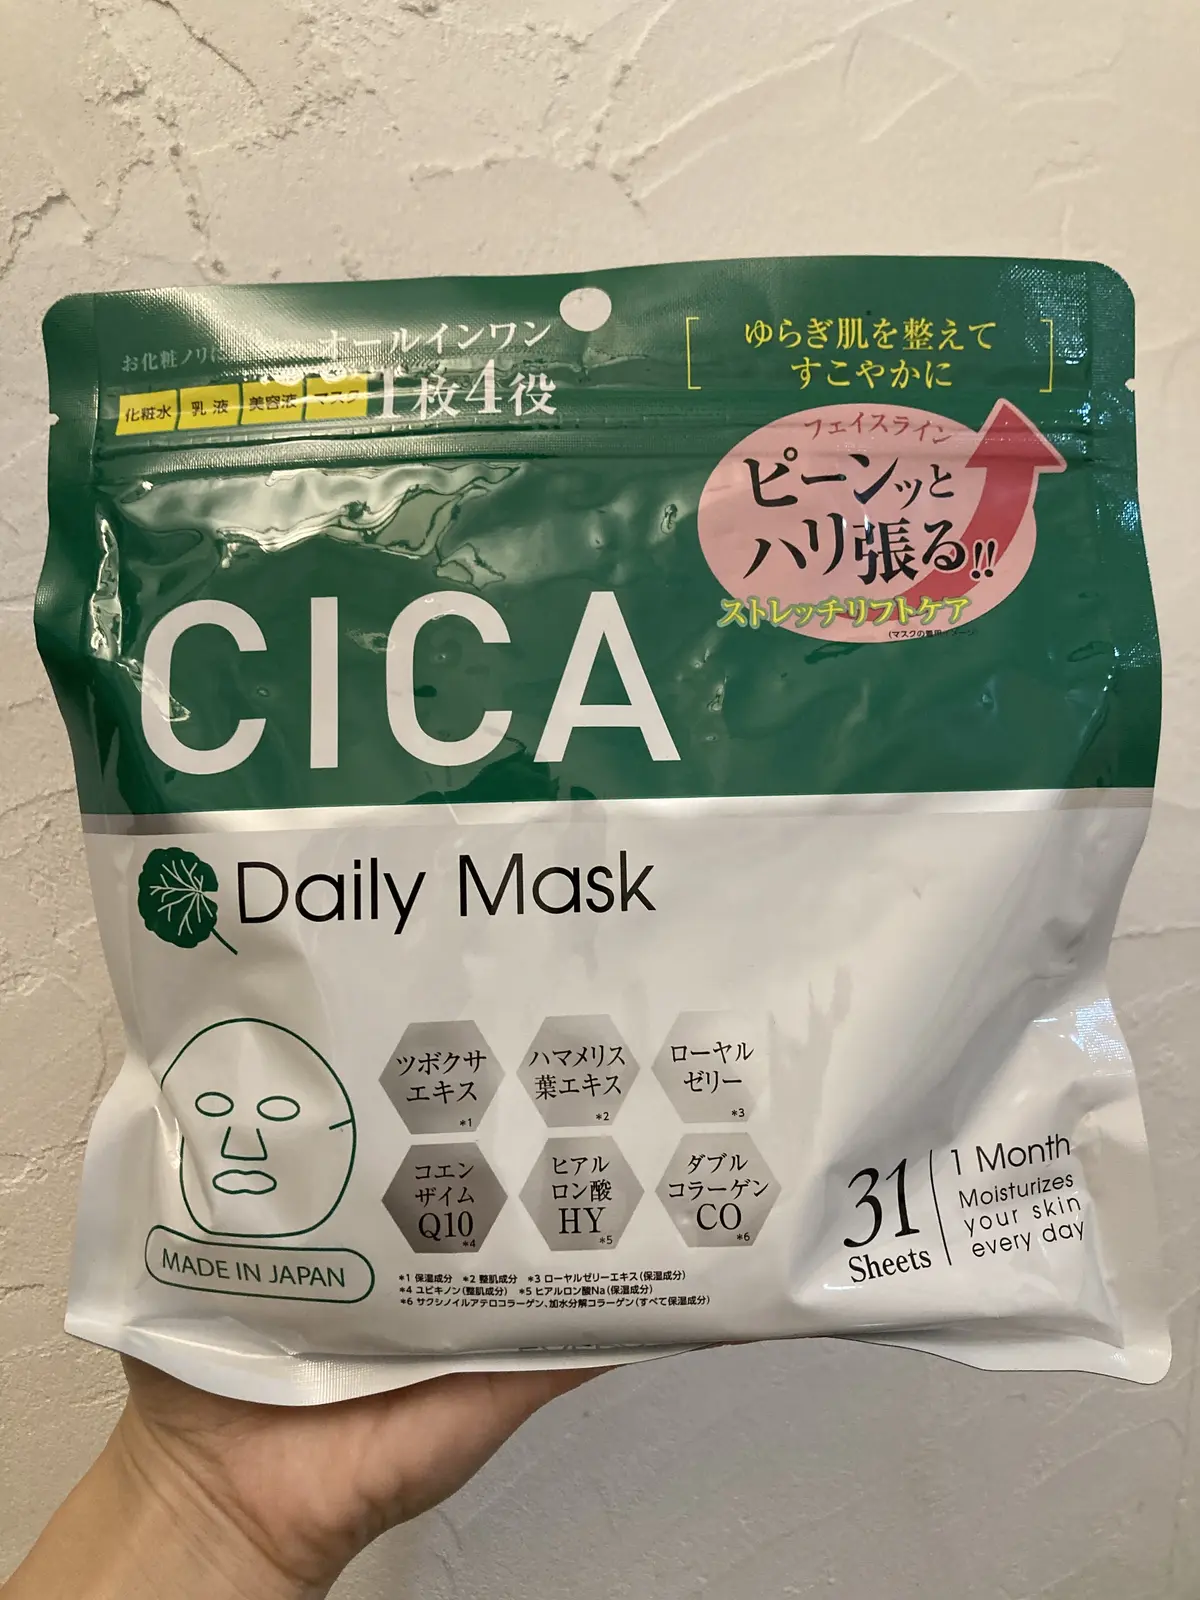 お化粧ノリ
オールインワン
化粧水 乳液 美容液 マスク 1枚4役
ゆらぎ肌を整えて
すこやかに
フェイスライン
ピーンッと
ハリ張る!!
ストレッチリフトケア
(マスクの着用イメージ)
CICA
Daily Mask
ツボクサ
エキス
*1
ハマメリス
葉エキス
*2
ローヤル
ゼリー
*3
コエン
ザイム
Q10
*4
ヒアル
ロン酸
HY
*5
ダブル
コラーゲン
CO
*6
MADE IN JAPAN
*1 保湿成分 *2 整肌成分 *3 ローヤルゼリーエキス(保湿成分)
*4 ユビキノン(整肌成分) *5 ヒアルロン酸Na(保湿成分)
*6 サクシノイルアテロコラーゲン、加水分解コラーゲン(すべて保湿成分)
31
Sheets
1 Month
Moisturizes
your skin
every day